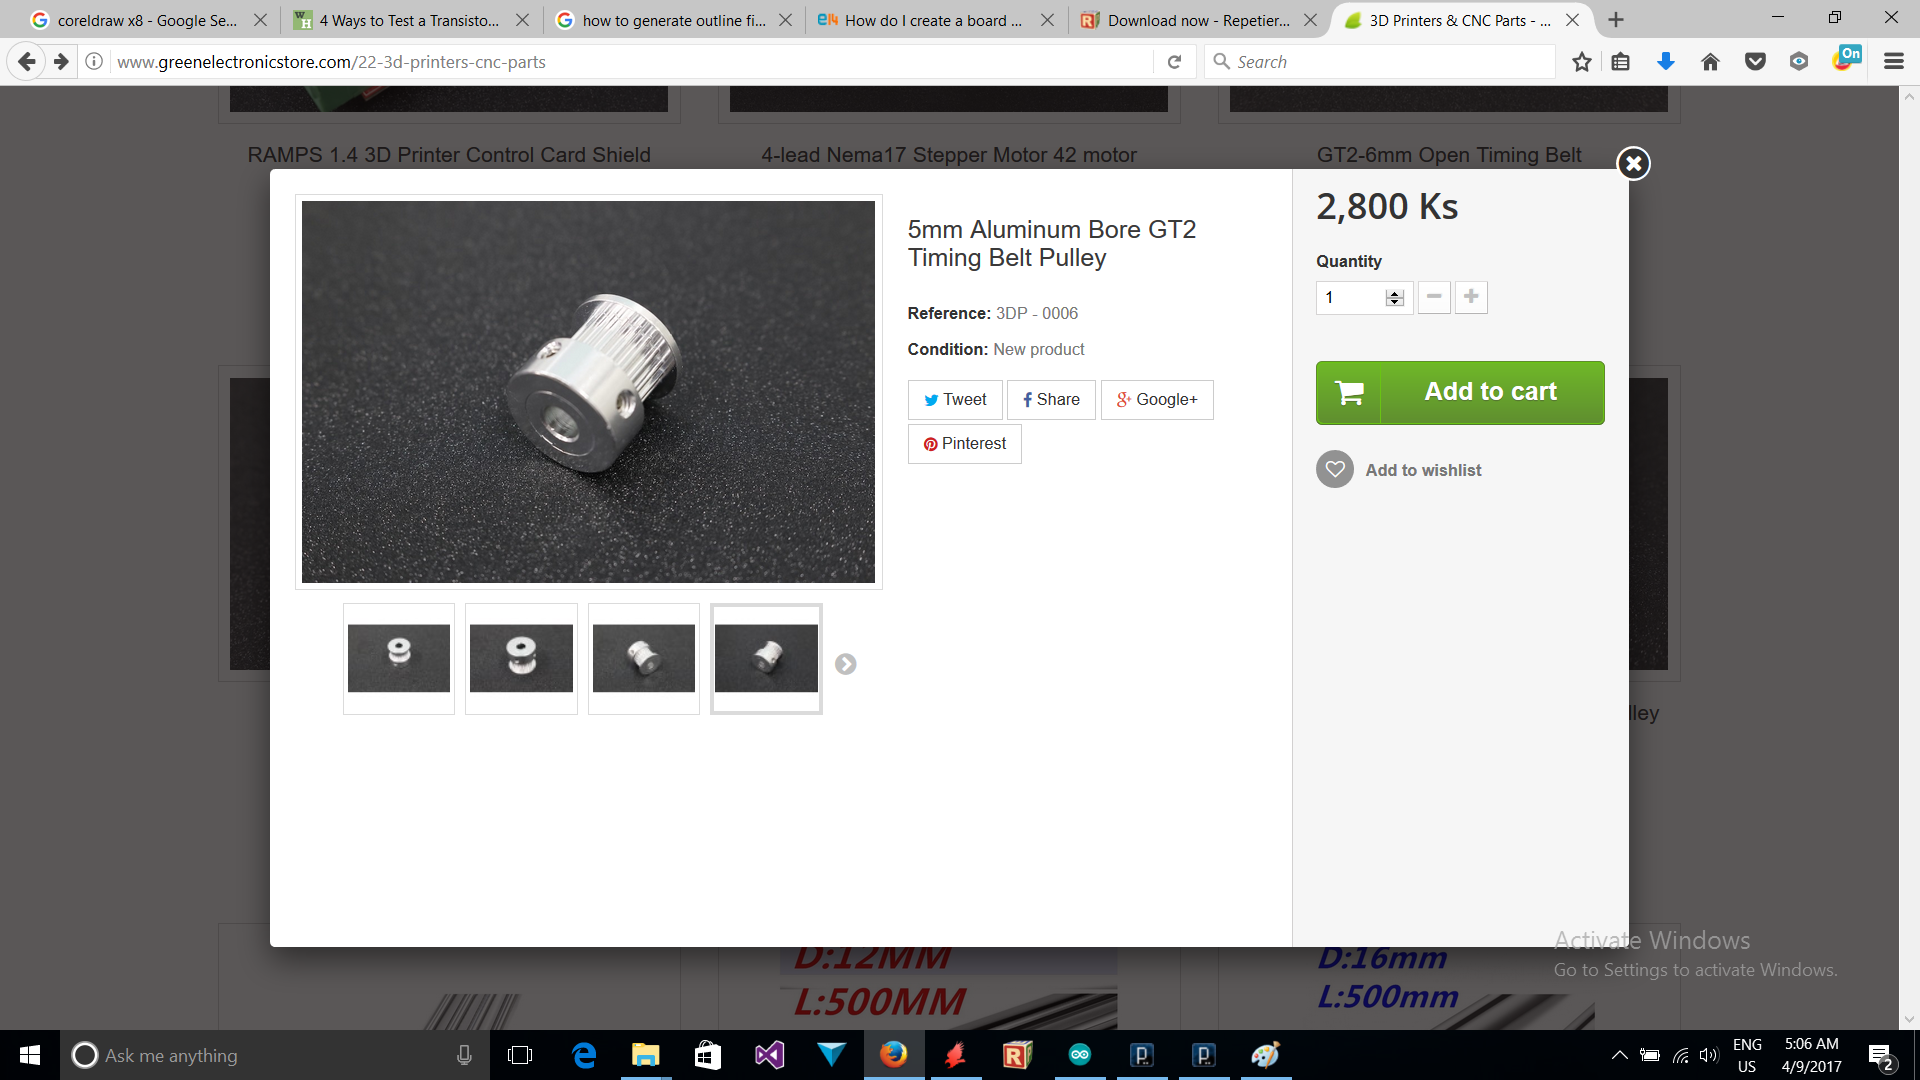 coreldraw x8 - Google Se...
4 Ways to Test a Transisto...
how to generate outline fi...
How do I create a board ...
Download now - Repetier...
3D Printers & CNC Parts - ...
www.greenelectronicstore.com/22-3d-printers-cnc-parts
Search
On
RAMPS 1.4 3D Printer Control Card Shield
4-lead Nema17 Stepper Motor 42 motor
GT2-6mm Open Timing Belt
5mm Aluminum Bore GT2
Timing Belt Pulley
Reference: 3DP - 0006
Condition: New product
Tweet
Share
Google+
Pinterest
2,800 Ks
Quantity
1
Add to cart
Add to wishlist
lley
D:12MM
L:500MM
D:16mm
L:500mm
Activate Windows
Go to Settings to activate Windows.
Ask me anything
ENG
US
5:06 AM
4/9/2017
2